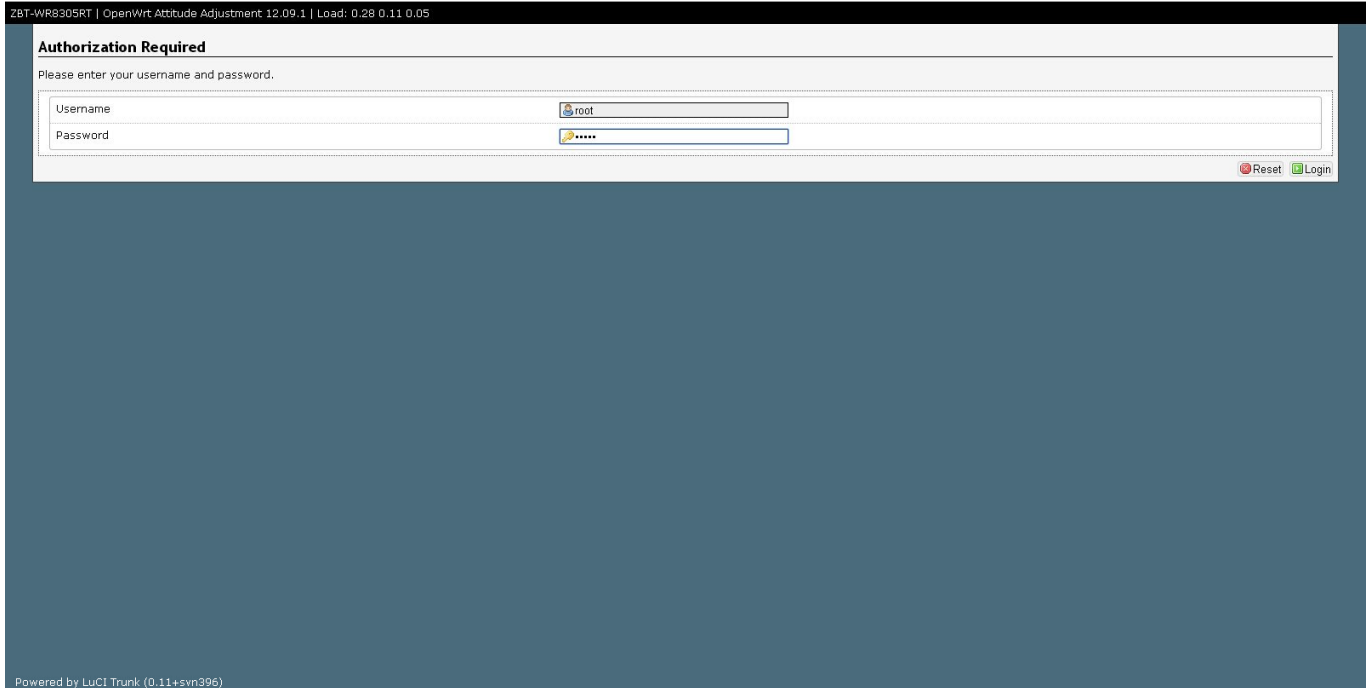 ZBT-WR8305RT | OpenWrt Attitude Adjustment 12.09.1 | Load: 0.28 0.11 0.05
Authorization Required
Please enter your username and password.
Username root
Password •••••
Reset Login
Powered by LuCI Trunk (0.11+svn396)